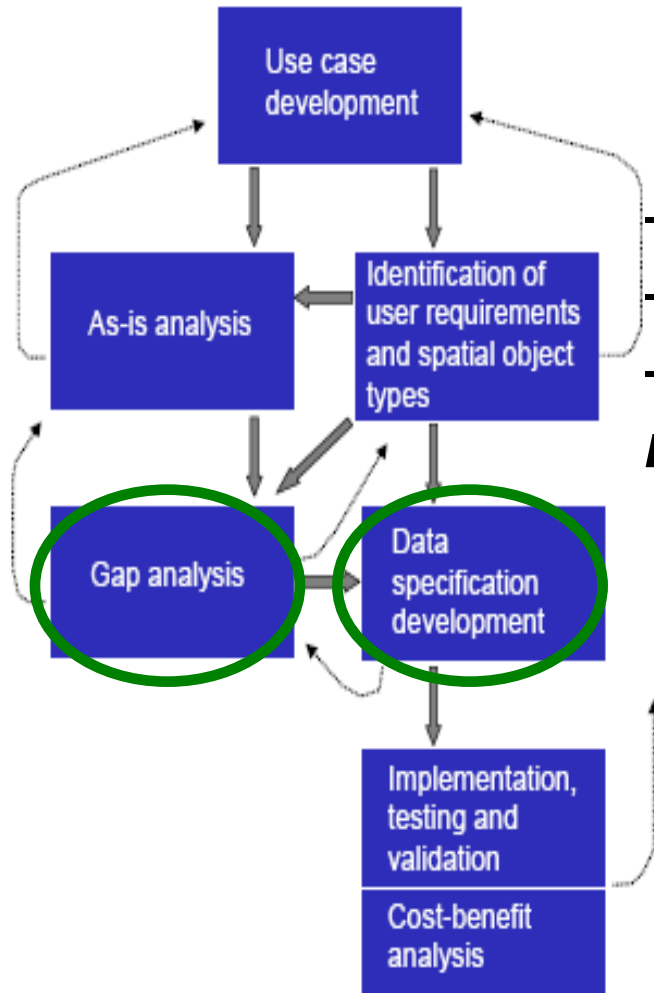 Use case
development
As-is analysis
Identification of
user requirements
and spatial object
types
Gap analysis
Data
specification
development
Implementation,
testing and
validation
Cost-benefit
analysis